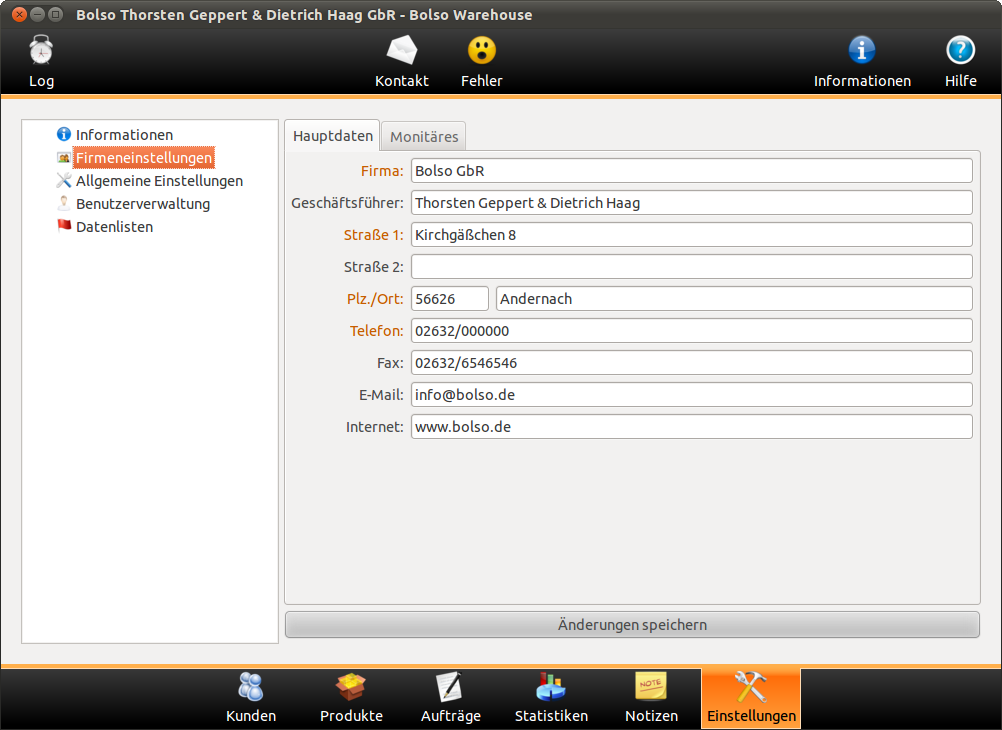 Bolso Thorsten Geppert & Dietrich Haag GbR - Bolso Warehouse
Log
Kontakt
Fehler
Informationen
Hilfe
Informationen
Firmeneinstellungen
Allgemeine Einstellungen
Benutzerverwaltung
Datenlisten
Hauptdaten
Monitäres
Firma: Bolso GbR
Geschäftsführer: Thorsten Geppert & Dietrich Haag
Straße 1: Kirchgäßchen 8
Straße 2:
Plz./Ort: 56626 Andernach
Telefon: 02632/000000
Fax: 02632/6546546
E-Mail: info@bolso.de
Internet: www.bolso.de
Änderungen speichern
NOTE
Kunden
Produkte
Aufträge
Statistiken
Notizen
Einstellungen